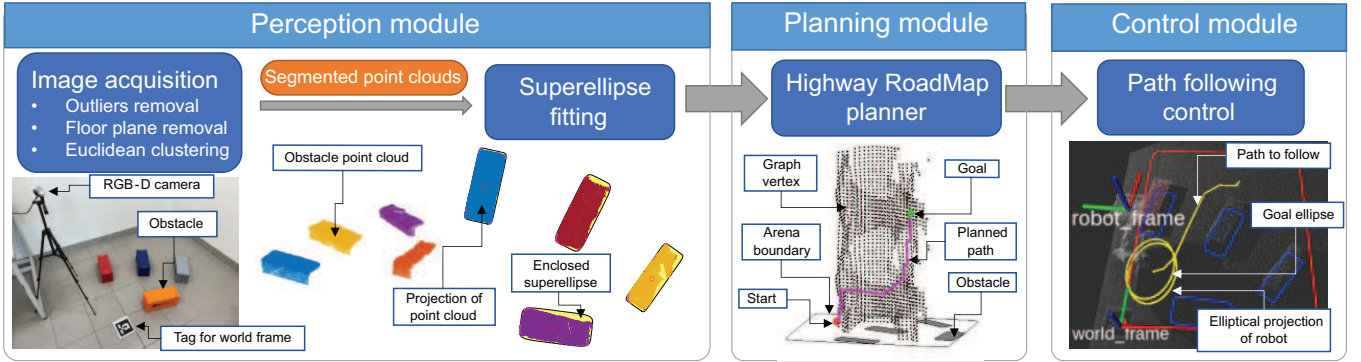 Perception module
Image acquisition
• Outliers removal
• Floor plane removal
• Euclidean clustering
Segmented point clouds
Superellipse
fitting
RGB-D camera
Obstacle
Tag for world frame
Obstacle point cloud
Projection of
point cloud
Enclosed
superellipse
Planning module
Highway RoadMap
planner
Graph
vertex
Goal
Arena
boundary
Planned
path
Start
Obstacle
Control module
Path following
control
Path to follow
robot_frame
Goal ellipse
Elliptical projection
of robot
world_frame